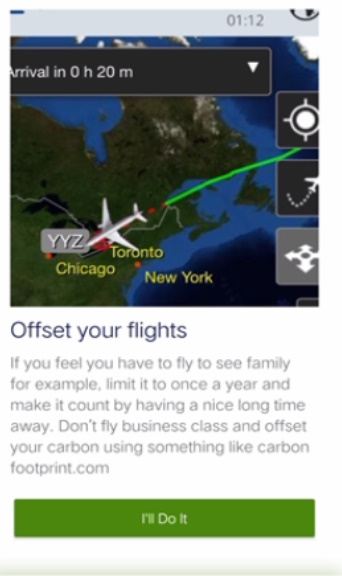 01:12
Arrival in 0 h 20 m
YYZ
Toronto
Chicago
New York
Offset your flights
If you feel you have to fly to see family
for example, limit it to once a year and
make it count by having a nice long time
away. Don't fly business class and offset
your carbon using something like carbon
footprint.com
I'll Do It